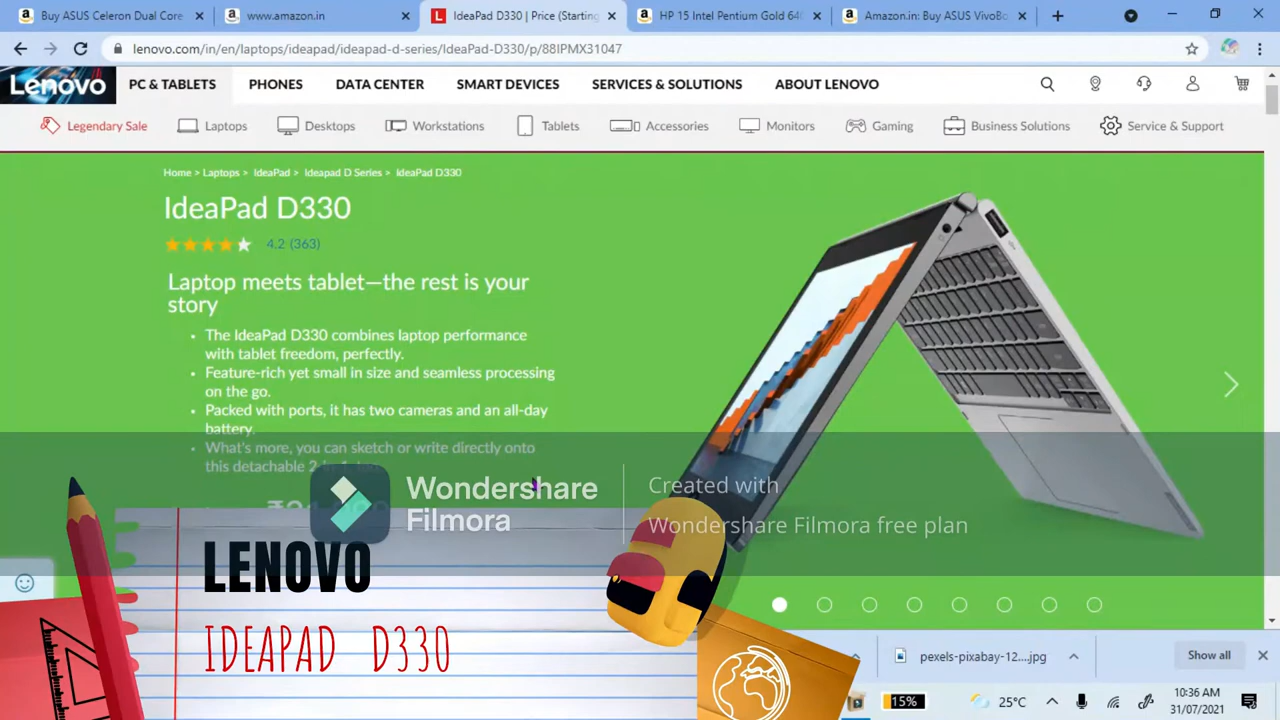 Buy ASUS Celeron Dual Core
www.amazon.in
IdeaPad D330 | Price (Starting
HP 15 Intel Pentium Gold 640
Amazon.in: Buy ASUS VivoBo
lenovo.com/in/en/laptops/ideapad/ideapad-d-series/IdeaPad-D330/p/88IPMX31047
Lenovo
PC & TABLETS
PHONES
DATA CENTER
SMART DEVICES
SERVICES & SOLUTIONS
ABOUT LENOVO
Legendary Sale
Laptops
Desktops
Workstations
Tablets
Accessories
Monitors
Gaming
Business Solutions
Service & Support
Home > Laptops > IdeaPad > Ideapad D Series > IdeaPad D330
IdeaPad D330
4.2 (363)
Laptop meets tablet—the rest is your
story
• The IdeaPad D330 combines laptop performance
with tablet freedom, perfectly.
• Feature-rich yet small in size and seamless processing
on the go.
• Packed with ports, it has two cameras and an all-day
battery.
• What's more, you can sketch or write directly onto
this detachable 2
Wondershare
Filmora
Created with
Wondershare Filmora free plan
LENOVO
IDEAPAD D330
pexels-pixabay-12....jpg
Show all
15%
25°C
10:36 AM
31/07/2021